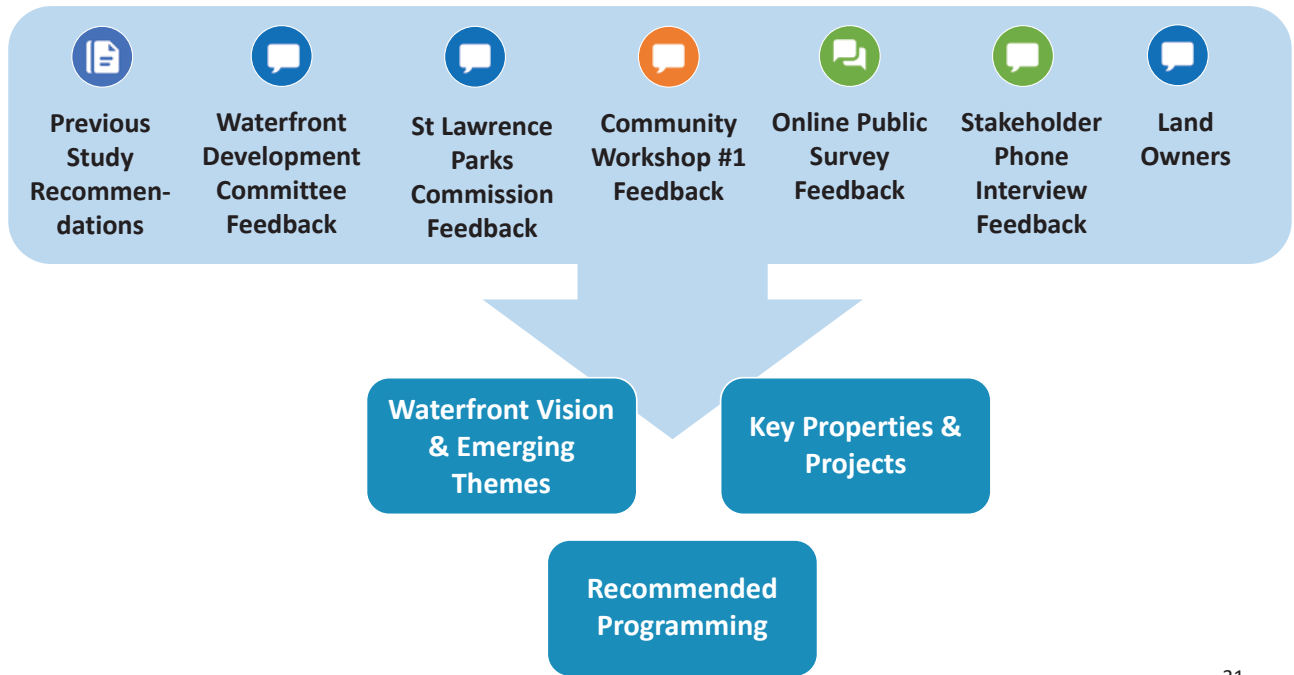 Previous
Study
Recommen-
dations
Waterfront
Development
Committee
Feedback
St Lawrence
Parks
Commission
Feedback
Community
Workshop #1
Feedback
Online Public
Survey
Feedback
Stakeholder
Phone
Interview
Feedback
Land
Owners
Waterfront Vision
& Emerging
Themes
Key Properties &
Projects
Recommended
Programming